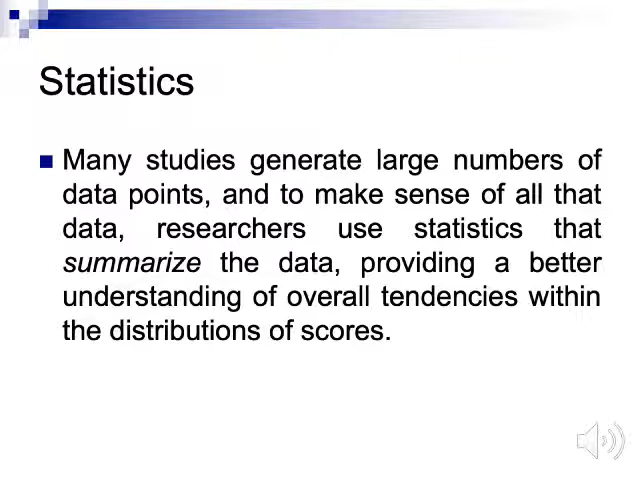 Statistics
Many studies generate large numbers of
data points, and to make sense of all that
data, researchers use statistics that
summarize the data, providing a better
understanding of overall tendencies within
the distributions of scores.